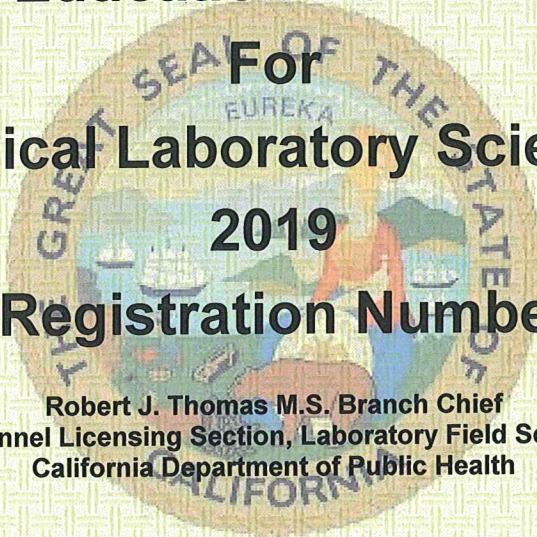 For
ical Laboratory Scie
2019
Registration Numbe
Robert J. Thomas M.S. Branch Chief
nnel Licensing Section, Laboratory Field Se
California Department of Public Health
THE GREAT SEAL OF THE STATE OF CALIFORNIA
EUREKA